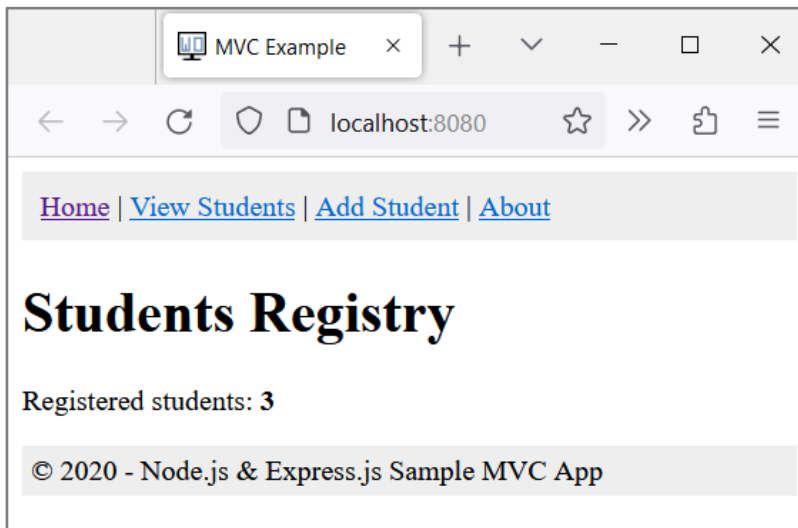 MVC Example
localhost:8080
Home | View Students | Add Student | About
Students Registry
Registered students: 3
© 2020 - Node.js & Express.js Sample MVC App